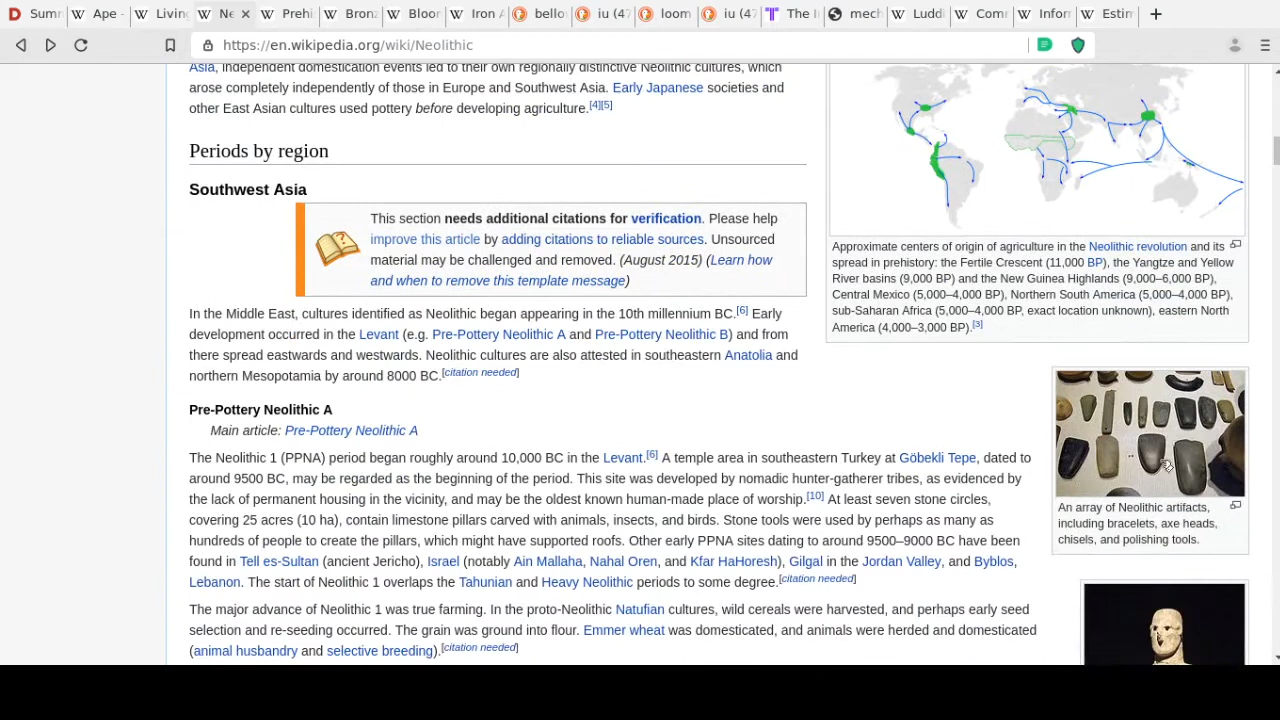 Summ
Ape -
Living
Ne
Prehi
Bronz
Bloor
Iron A
bello
iu (47
loom
iu (47
The I
mech
Luddi
Com
Inform
Estim
https://en.wikipedia.org/wiki/Neolithic
Asia, independent domestication events led to their own regionally distinctive Neolithic cultures, which
arose completely independently of those in Europe and Southwest Asia. Early Japanese societies and
other East Asian cultures used pottery before developing agriculture.[4][5]
Periods by region
Southwest Asia
This section needs additional citations for verification. Please help
improve this article by adding citations to reliable sources. Unsourced
material may be challenged and removed. (August 2015) (Learn how
and when to remove this template message)
In the Middle East, cultures identified as Neolithic began appearing in the 10th millennium BC.[6] Early
development occurred in the Levant (e.g. Pre-Pottery Neolithic A and Pre-Pottery Neolithic B) and from
there spread eastwards and westwards. Neolithic cultures are also attested in southeastern Anatolia and
northern Mesopotamia by around 8000 BC.[citation needed]
Pre-Pottery Neolithic A
Main article: Pre-Pottery Neolithic A
The Neolithic 1 (PPNA) period began roughly around 10,000 BC in the Levant.[6] A temple area in southeastern Turkey at Göbekli Tepe, dated to
around 9500 BC, may be regarded as the beginning of the period. This site was developed by nomadic hunter-gatherer tribes, as evidenced by
the lack of permanent housing in the vicinity, and may be the oldest known human-made place of worship.[10] At least seven stone circles,
covering 25 acres (10 ha), contain limestone pillars carved with animals, insects, and birds. Stone tools were used by perhaps as many as
hundreds of people to create the pillars, which might have supported roofs. Other early PPNA sites dating to around 9500–9000 BC have been
found in Tell es-Sultan (ancient Jericho), Israel (notably Ain Mallaha, Nahal Oren, and Kfar HaHoresh), Gilgal in the Jordan Valley, and Byblos,
Lebanon. The start of Neolithic 1 overlaps the Tahunian and Heavy Neolithic periods to some degree.[citation needed]
The major advance of Neolithic 1 was true farming. In the proto-Neolithic Natufian cultures, wild cereals were harvested, and perhaps early seed
selection and re-seeding occurred. The grain was ground into flour. Emmer wheat was domesticated, and animals were herded and domesticated
(animal husbandry and selective breeding).[citation needed]
Approximate centers of origin of agriculture in the Neolithic revolution and its
spread in prehistory: the Fertile Crescent (11,000 BP), the Yangtze and Yellow
River basins (9,000 BP) and the New Guinea Highlands (9,000–6,000 BP),
Central Mexico (5,000–4,000 BP), Northern South America (5,000–4,000 BP),
sub-Saharan Africa (5,000–4,000 BP, exact location unknown), eastern North
America (4,000–3,000 BP).[3]
An array of Neolithic artifacts,
including bracelets, axe heads,
chisels, and polishing tools.